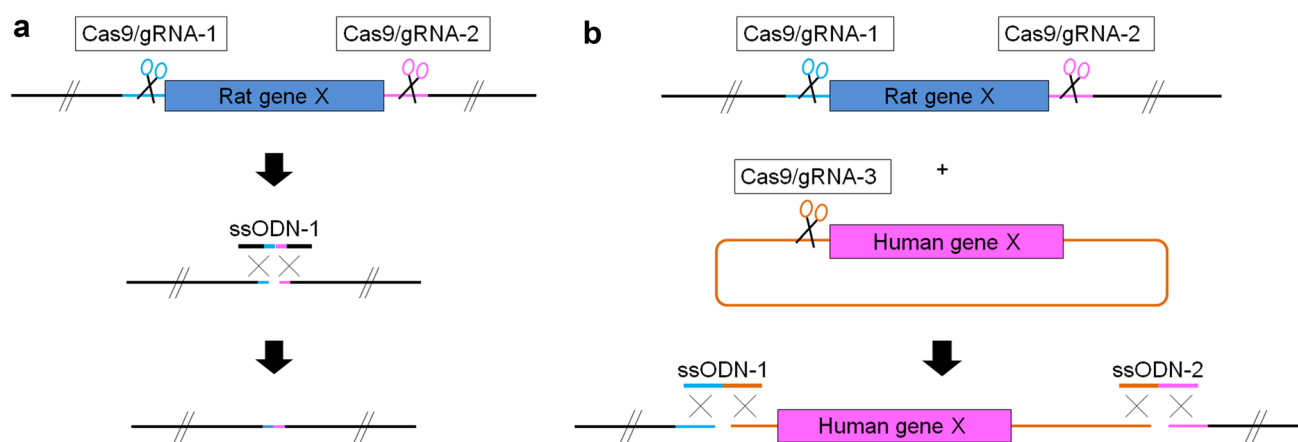 a
Cas9/gRNA-1
Cas9/gRNA-2
Rat gene X
ssODN-1
b
Cas9/gRNA-1
Cas9/gRNA-2
Rat gene X
Cas9/gRNA-3
+
Human gene X
ssODN-1
ssODN-2
Human gene X